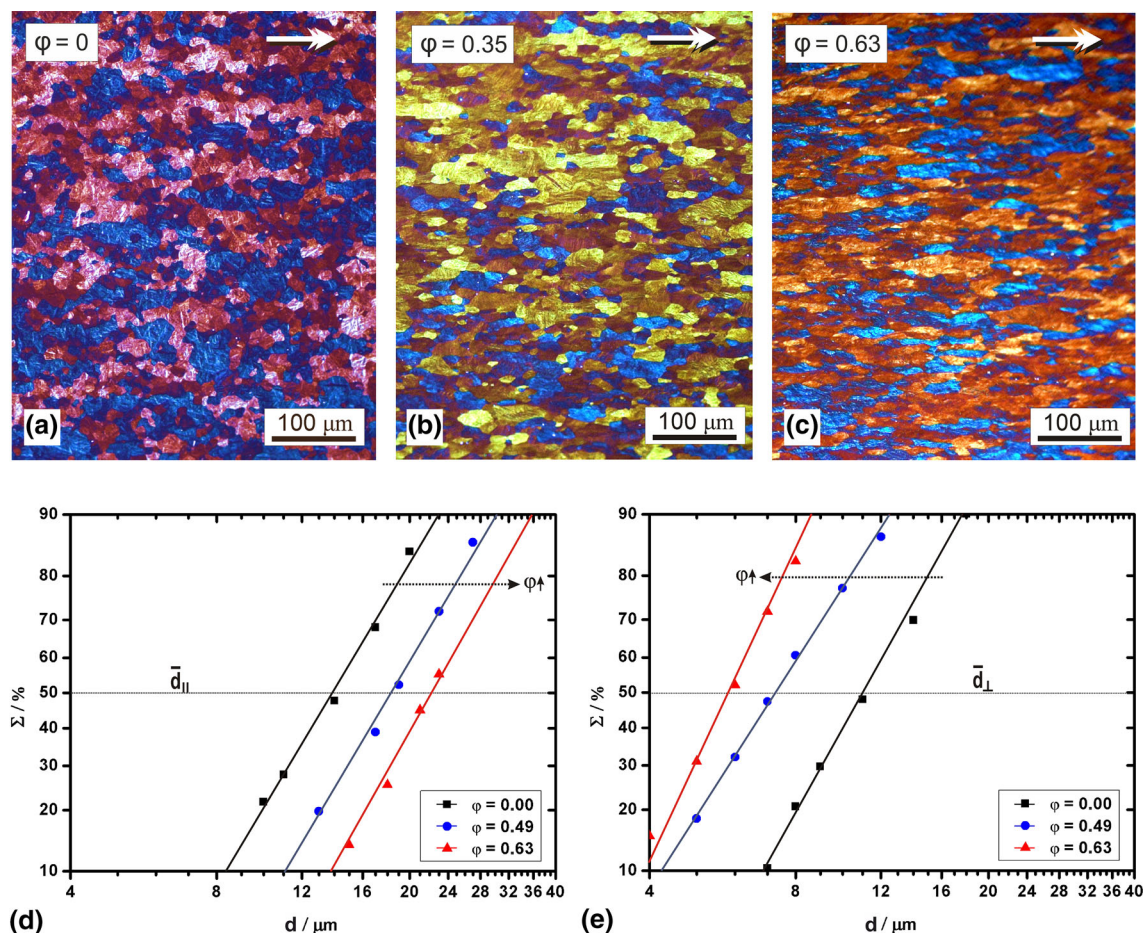 φ = 0
φ = 0.35
φ = 0.63
(a)
100 μm
(b)
100 μm
(c)
100 μm
90
80
70
60
50
40
30
20
10
Σ / %
d̄||
φ
φ = 0.00
φ = 0.49
φ = 0.63
4 8 12 16 20 24 28 32 36 40
(d)
d / μm
90
80
70
60
50
40
30
20
10
Σ / %
φ
d̄⊥
φ = 0.00
φ = 0.49
φ = 0.63
4 8 12 16 20 24 28 32 36 40
(e)
d / μm